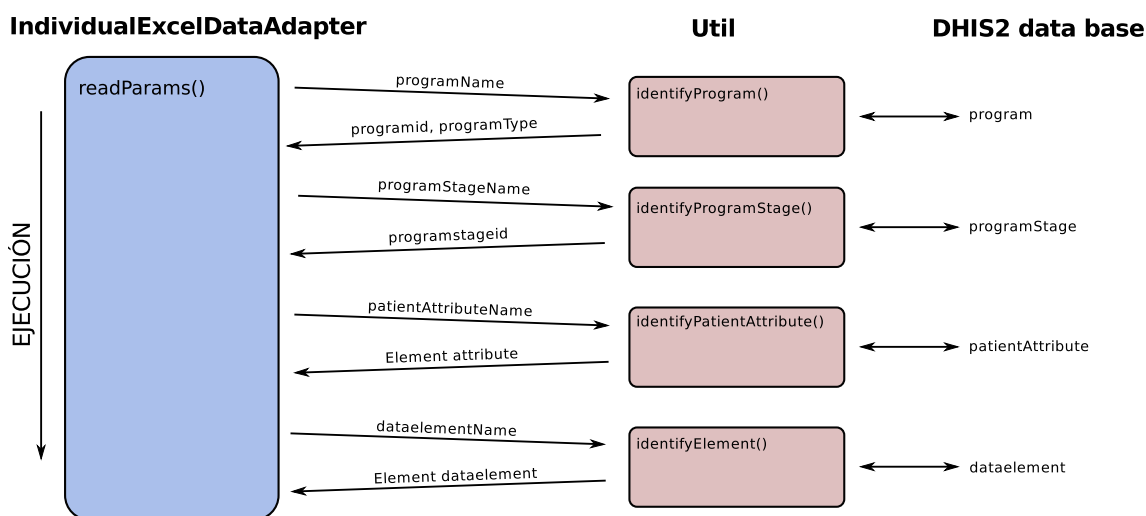 IndividualExcelDataAdapter
Util
DHIS2 data base
readParams()
programName
identifyProgram()
program
programid, programType
programStageName
identifyProgramStage()
programStage
programstageid
EJECUCIÓN
patientAttributeName
identifyPatientAttribute()
patientAttribute
Element attribute
dataelementName
identifyElement()
dataelement
Element dataelement